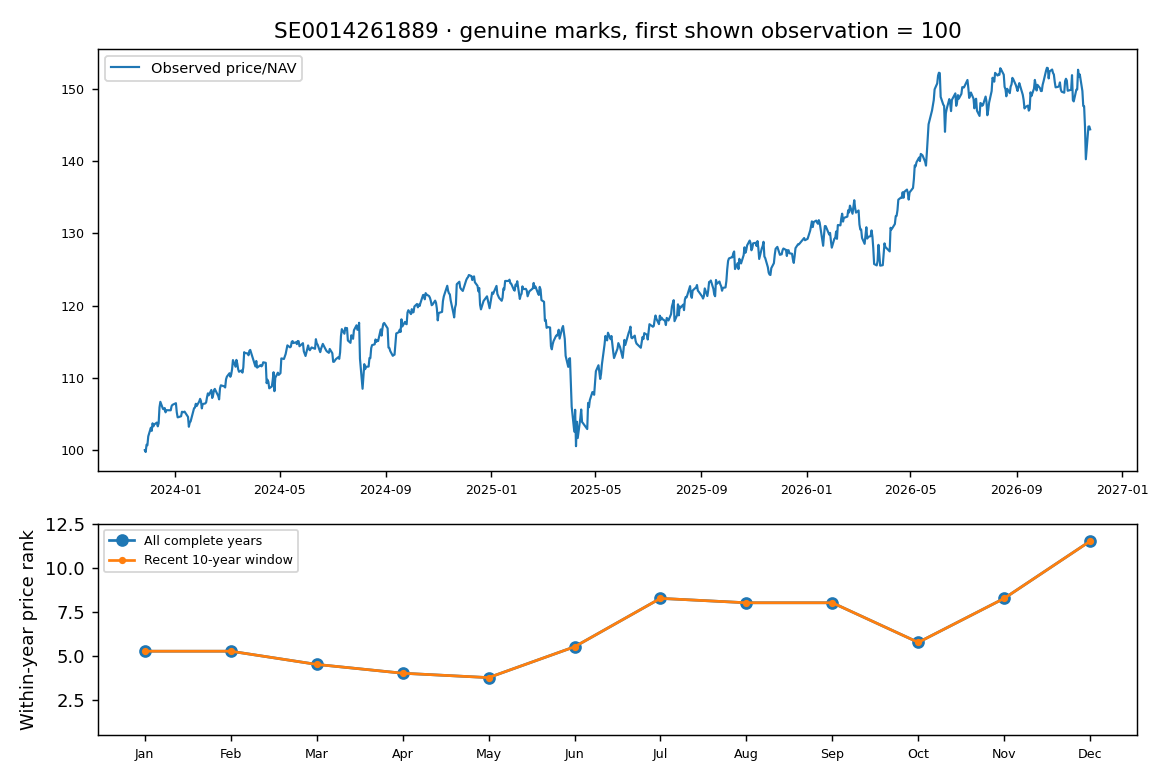 SE0014261889 · genuine marks, first shown observation = 100
Observed price/NAV
150
140
130
120
110
100
2024-01 2024-05 2024-09 2025-01 2025-05 2025-09 2026-01 2026-05 2026-09 2027-01
Within-year price rank
12.5
10.0
7.5
5.0
2.5
All complete years
Recent 10-year window
Jan Feb Mar Apr May Jun Jul Aug Sep Oct Nov Dec